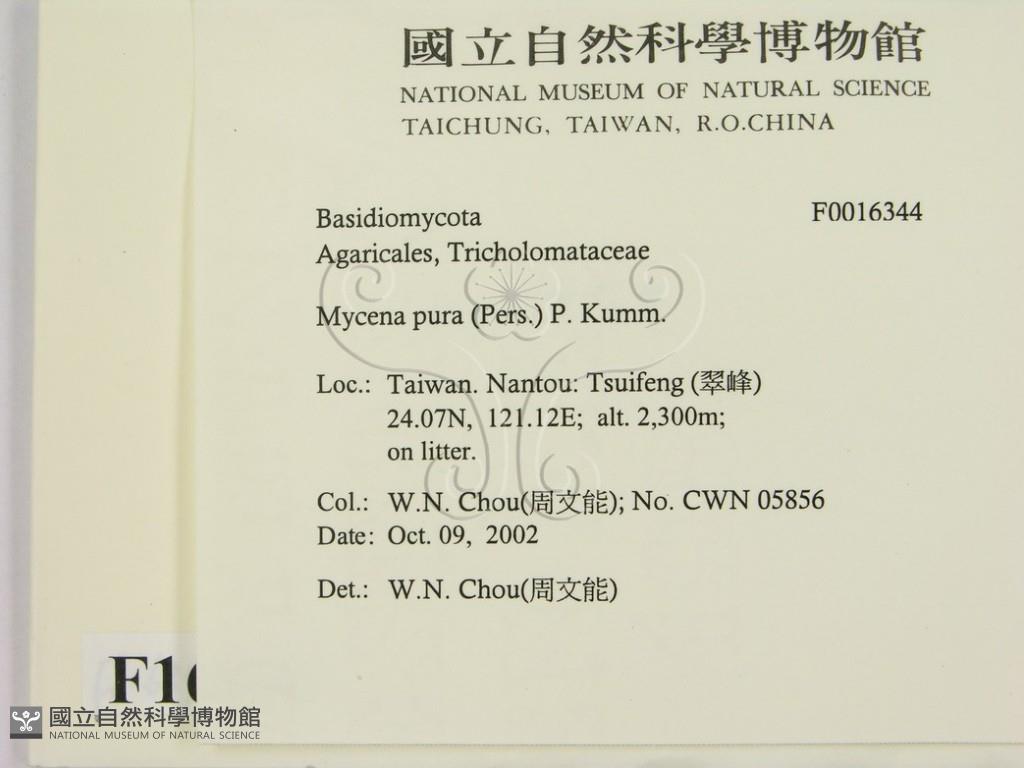 國立自然科學博物館
NATIONAL MUSEUM OF NATURAL SCIENCE
TAICHUNG, TAIWAN, R.O.CHINA
Basidiomycota F0016344
Agaricales, Tricholomataceae
Mycena pura (Pers.) P. Kumm.
Loc.: Taiwan. Nantou: Tsuifeng (翠峰)
24.07N, 121.12E; alt. 2,300m;
on litter.
Col.: W.N. Chou(周文能); No. CWN 05856
Date: Oct. 09, 2002
Det.: W.N. Chou(周文能)
F16
國立自然科學博物館
NATIONAL MUSEUM OF NATURAL SCIENCE